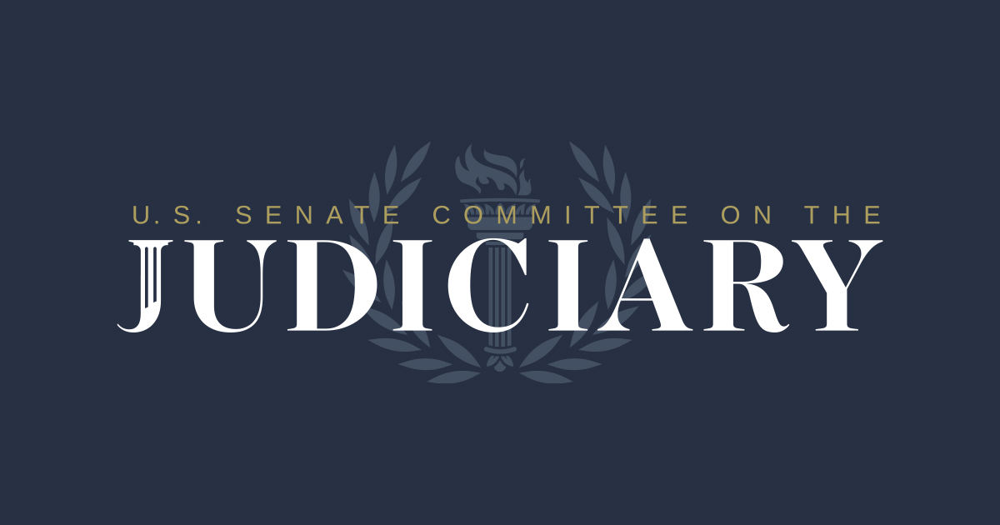 U.S. SENATE COMMITTEE ON THE
JUDICIARY